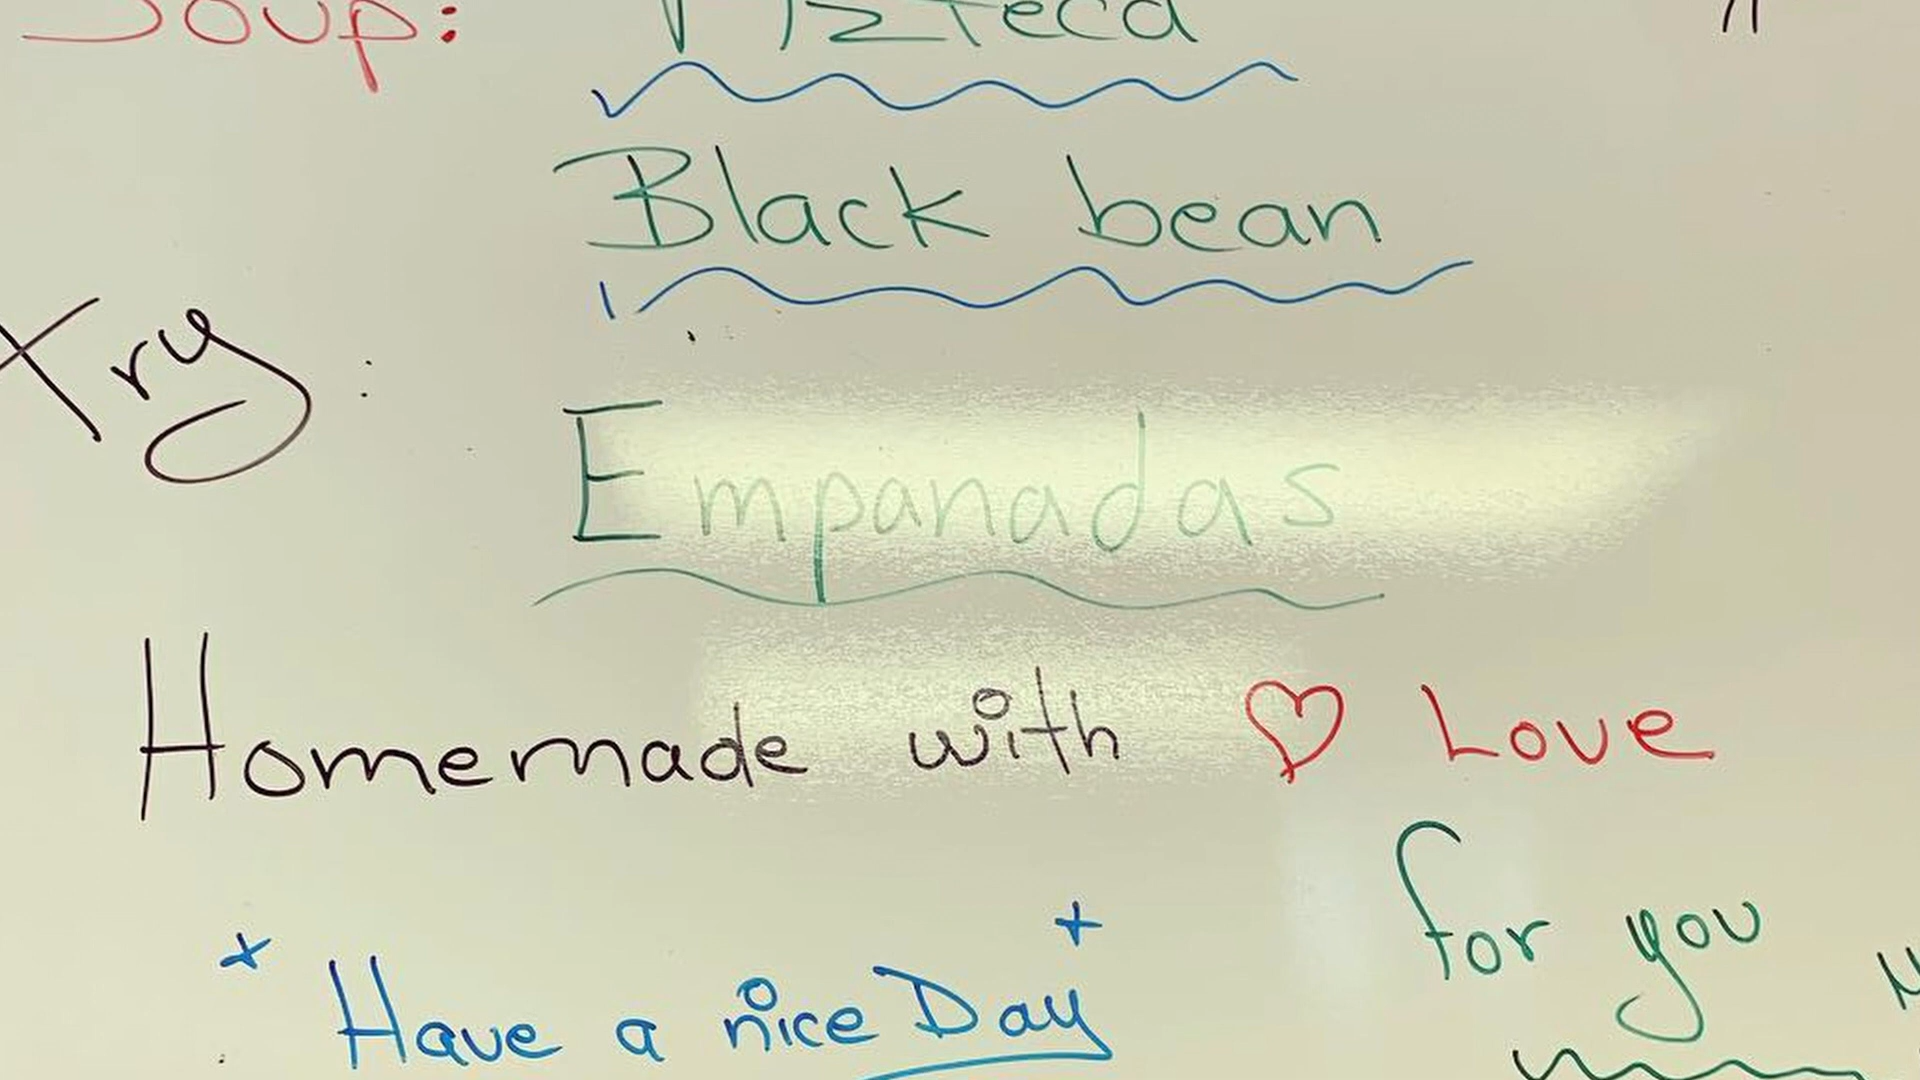 Soup: Azteca
Black bean
Try:
Empanadas
Homemade with ♡ Love
for you
Have a nice Day